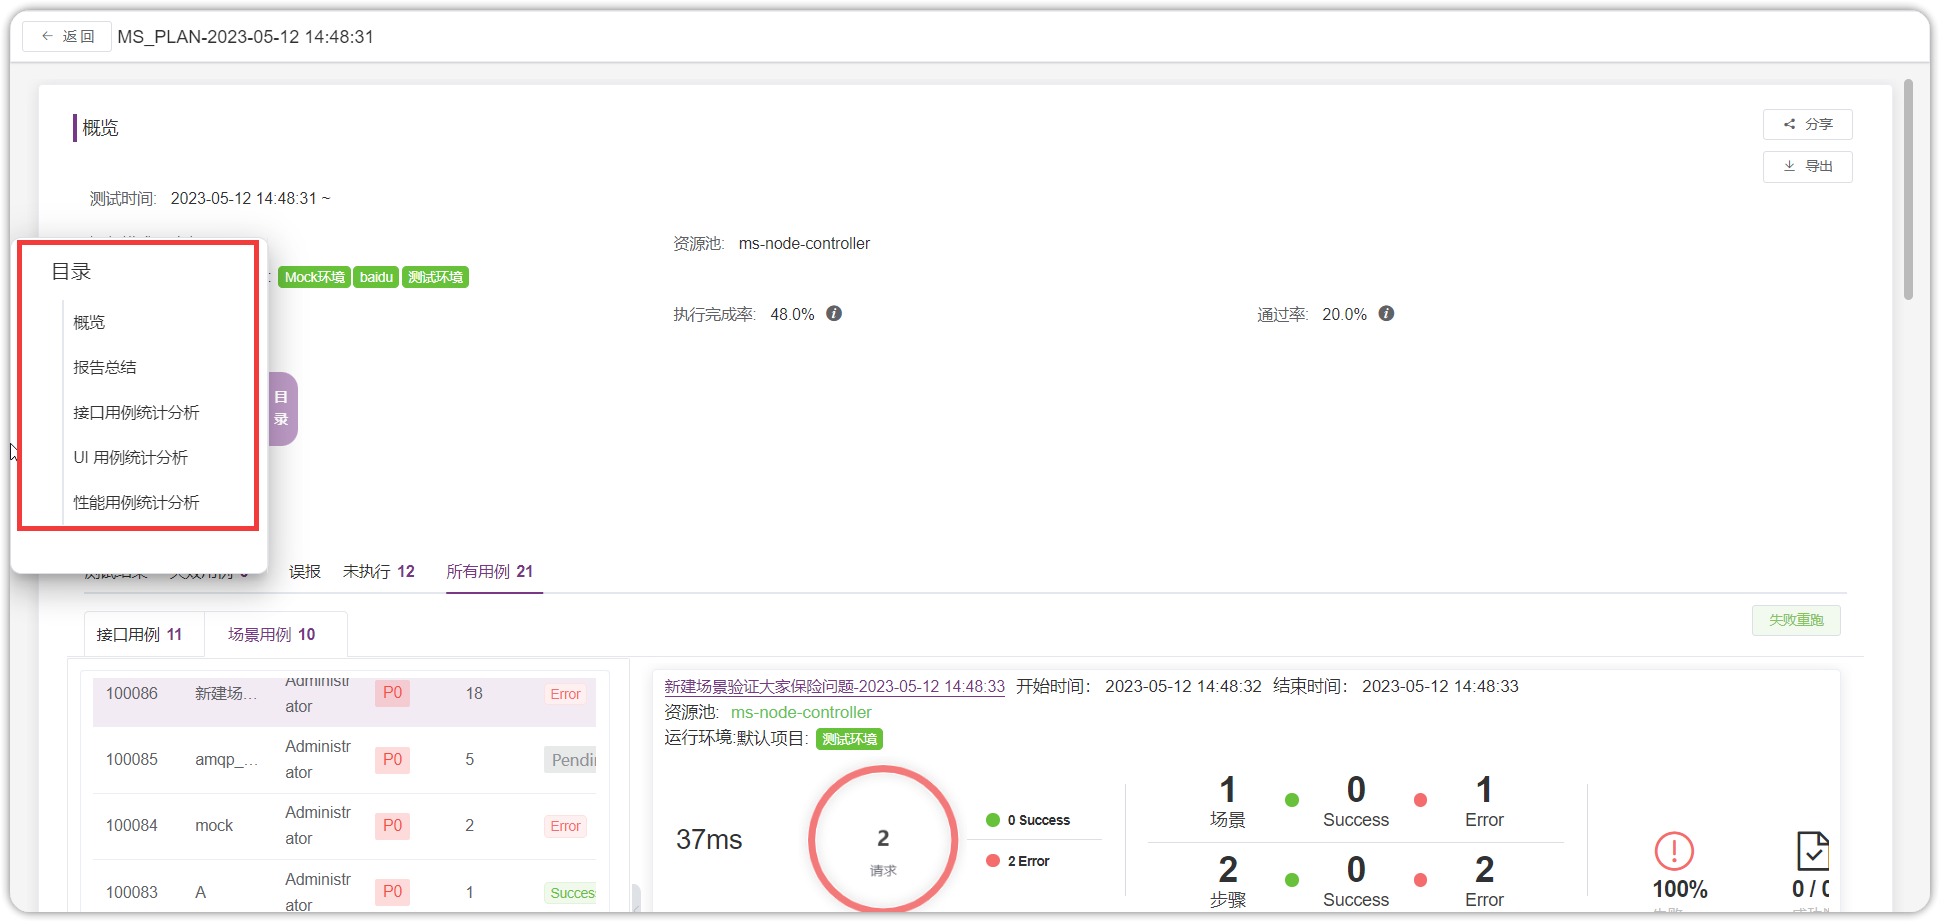 返回 MS_PLAN-2023-05-12 14:48:31
概览
分享
导出
测试时间: 2023-05-12 14:48:31 ~
资源池: ms-node-controller
: Mock环境 baidu 测试环境
执行完成率: 48.0%
通过率: 20.0%
目录
概览
报告总结
接口用例统计分析
UI 用例统计分析
性能用例统计分析
目录
误报 未执行 12 所有用例 21
接口用例 11 场景用例 10
失败重跑
100086 新建场... Administrator P0 18 Error
100085 amqp_... Administrator P0 5 Pendin
100084 mock Administrator P0 2 Error
100083 A Administrator P0 1 Succes
新建场景验证大家保险问题-2023-05-12 14:48:33 开始时间： 2023-05-12 14:48:32 结束时间： 2023-05-12 14:48:33
资源池: ms-node-controller
运行环境:默认项目: 测试环境
37ms
2
请求
0 Success
2 Error
1 0 1
场景 Success Error
2 0 2
步骤 Success Error
100%
0 / 0